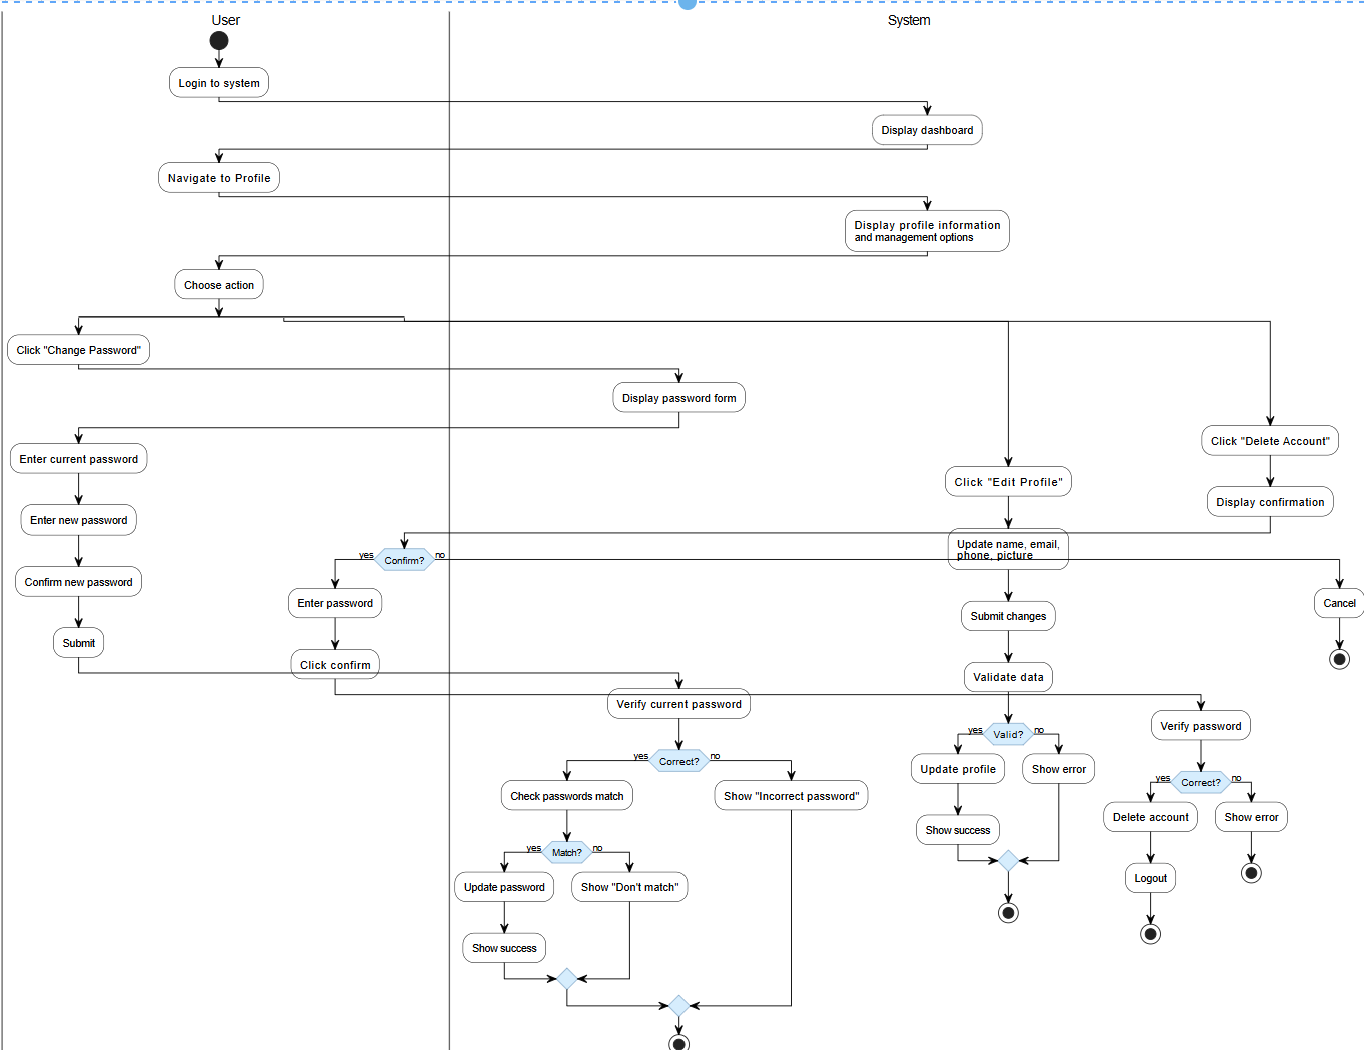 User
System
Login to system
Display dashboard
Navigate to Profile
Display profile information
and management options
Choose action
Click "Change Password"
Display password form
Click "Delete Account"
Enter current password
Click "Edit Profile"
Display confirmation
Enter new password
Update name, email,
phone, picture
yes
Confirm?
no
Confirm new password
Enter password
Cancel
Submit changes
Submit
Click confirm
Validate data
Verify current password
Verify password
yes
Valid?
no
yes
Correct?
no
Update profile
Show error
yes
Correct?
no
Check passwords match
Show "Incorrect password"
Delete account
Show error
Show success
yes
Match?
no
Logout
Update password
Show "Don't match"
Show success